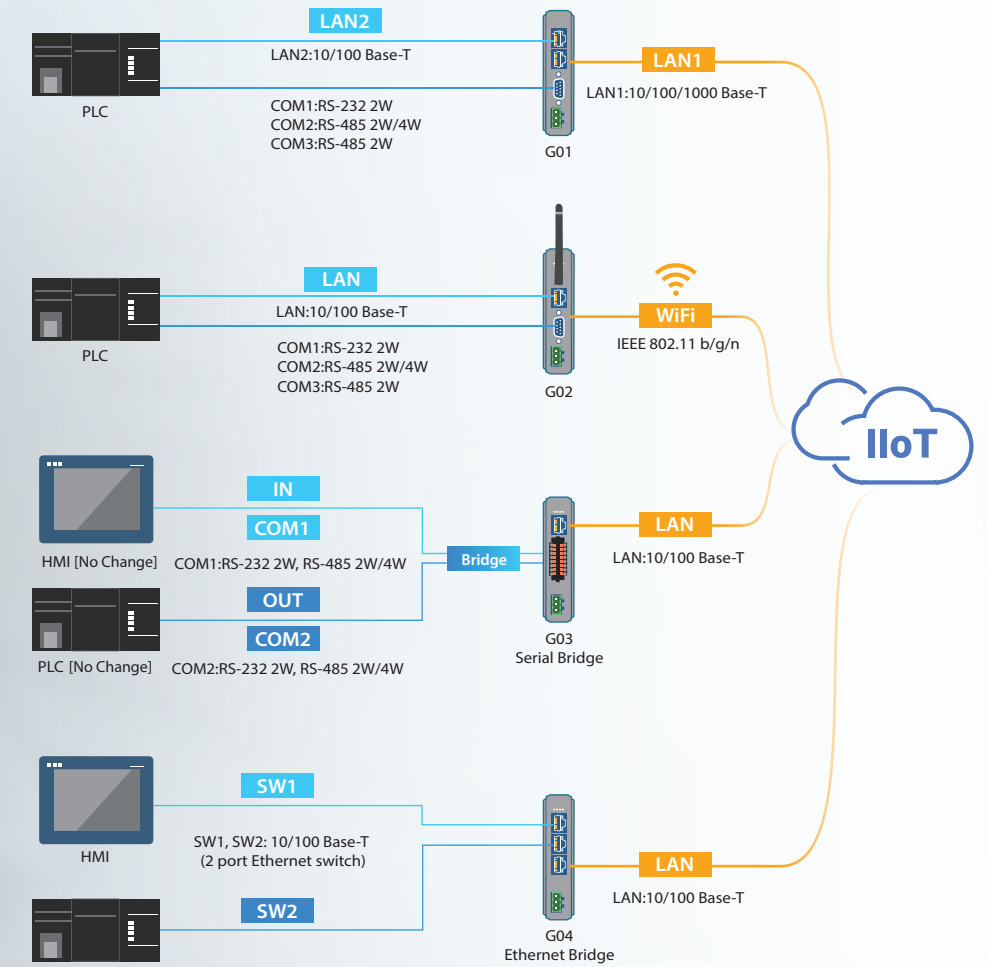 LAN2
LAN2:10/100 Base-T
LAN1
LAN1:10/100/1000 Base-T
PLC
COM1:RS-232 2W
COM2:RS-485 2W/4W
COM3:RS-485 2W
G01
LAN
LAN:10/100 Base-T
WiFi
IEEE 802.11 b/g/n
PLC
COM1:RS-232 2W
COM2:RS-485 2W/4W
COM3:RS-485 2W
G02
IIoT
IN
COM1
HMI [No Change]
COM1:RS-232 2W, RS-485 2W/4W
Bridge
LAN
LAN:10/100 Base-T
OUT
COM2
PLC [No Change]
COM2:RS-232 2W, RS-485 2W/4W
G03
Serial Bridge
SW1
HMI
SW1, SW2: 10/100 Base-T
(2 port Ethernet switch)
SW2
LAN
LAN:10/100 Base-T
G04
Ethernet Bridge